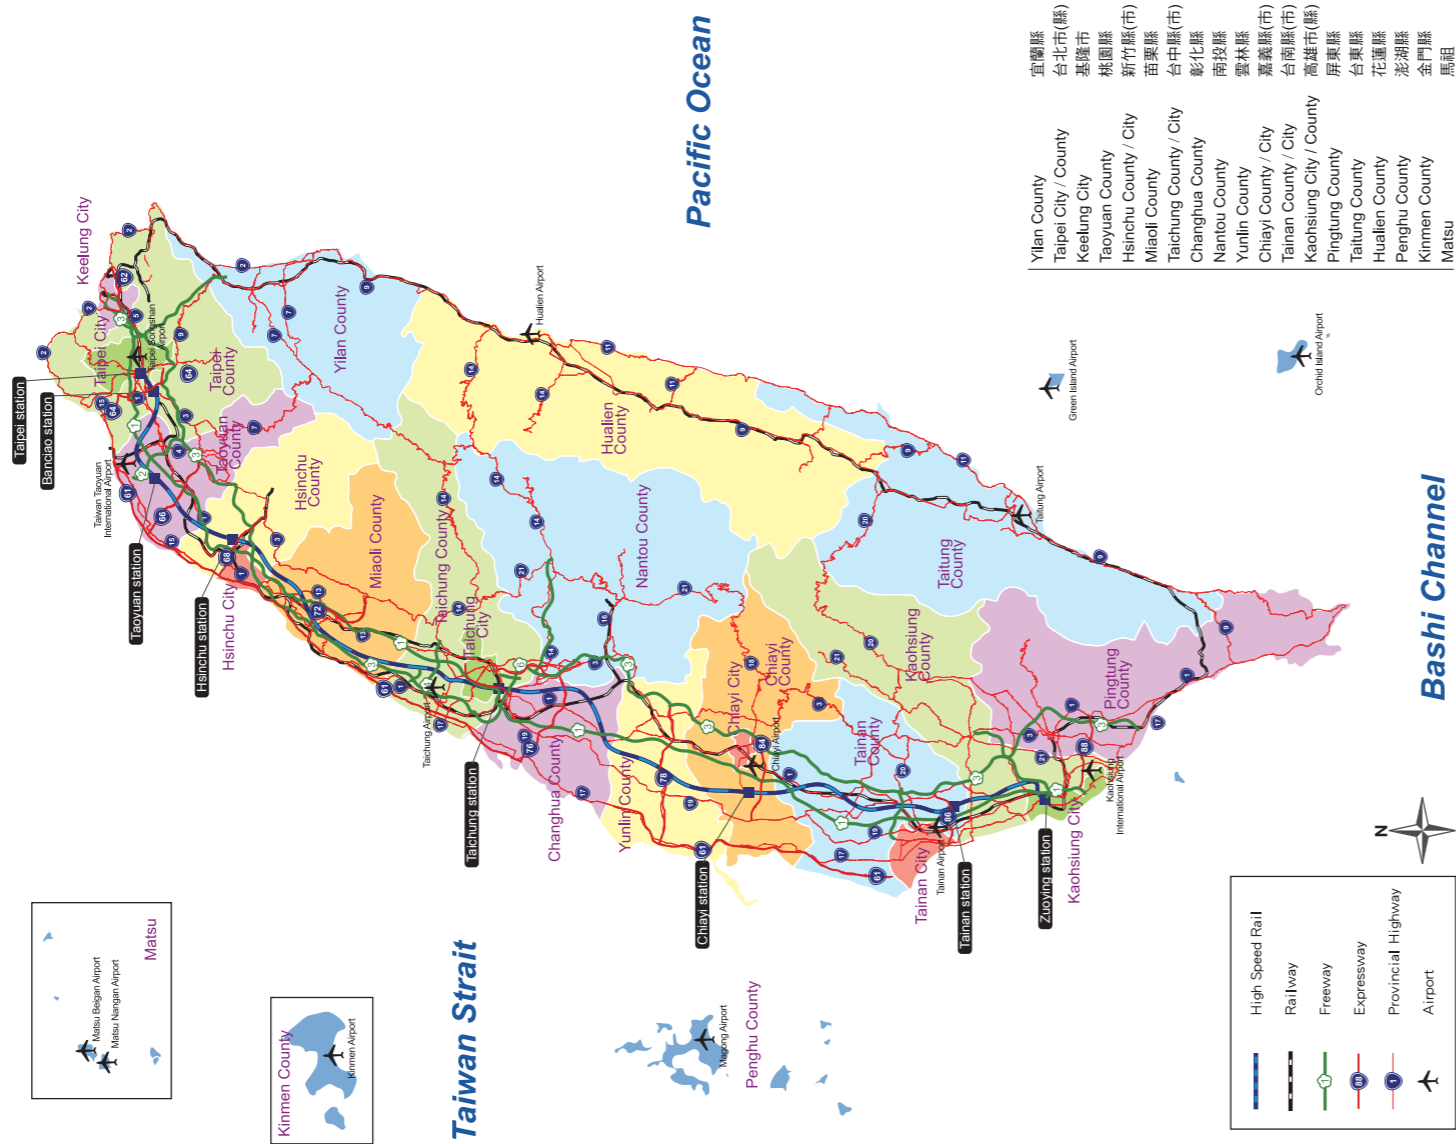 Pacific Ocean
Taiwan Strait
Bashi Channel
Keelung City
Taipei City
Taipei Songshan
Airport
Taipei
County
Taipei station
Banciao station
Taiwan Taoyuan
International Airport
Taoyuan
County
Taoyuan station
Yilan County
Hsinchu
County
Hsinchu station
Hsinchu City
Miaoli County
Taichung County
Taichung
City
Taichung Airport
Taichung station
Hualien Airport
Hualien
County
Nantou County
Changhua County
Yunlin County
Chiayi City
Chiayi
County
Chiayi Airport
Chiayi station
Tainan
County
Tainan City
Tainan Airport
Tainan station
Kaohsiung
County
Zuoying station
Kaohsiung City
Kaohsiung
International Airport
Pingtung
County
Taitung
County
Taitung Airport
Green Island Airport
Orchid Island Airport
Matsu Beigan Airport
Matsu Nangan Airport
Matsu
Kinmen County
Kinmen Airport
Magong Airport
Penghu County
Yilan County 宜蘭縣
Taipei City / County 台北市(縣)
Keelung City 基隆市
Taoyuan County 桃園縣
Hsinchu County / City 新竹縣(市)
Miaoli County 苗栗縣
Taichung County / City 台中縣(市)
Changhua County 彰化縣
Nantou County 南投縣
Yunlin County 雲林縣
Chiayi County / City 嘉義縣(市)
Tainan County / City 台南縣(市)
Kaohsiung City / County 高雄市(縣)
Pingtung County 屏東縣
Taitung County 台東縣
Hualien County 花蓮縣
Penghu County 澎湖縣
Kinmen County 金門縣
Matsu 馬祖
N
High Speed Rail
Railway
1 Freeway
88 Expressway
1 Provincial Highway
Airport